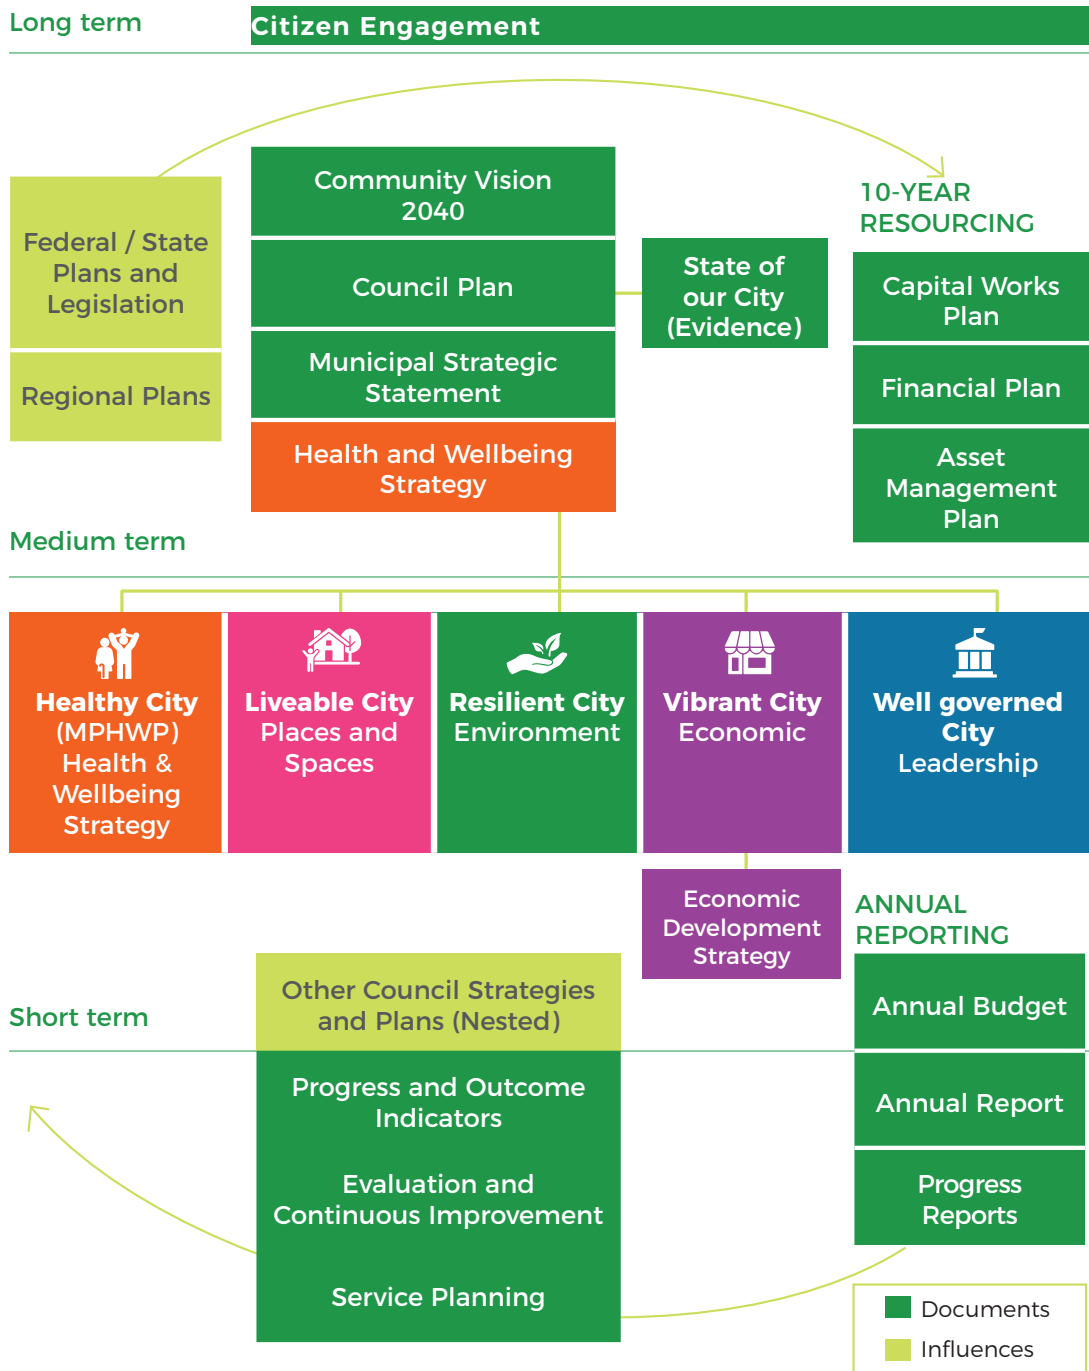 Long term
Citizen Engagement
Federal / State
Plans and
Legislation
Regional Plans
Community Vision
2040
Council Plan
Municipal Strategic
Statement
Health and Wellbeing
Strategy
State of
our City
(Evidence)
10-YEAR
RESOURCING
Capital Works
Plan
Financial Plan
Asset
Management
Plan
Medium term
Healthy City
(MPHWP)
Health &
Wellbeing
Strategy
Liveable City
Places and
Spaces
Resilient City
Environment
Vibrant City
Economic
Well governed
City
Leadership
Economic
Development
Strategy
ANNUAL
REPORTING
Short term
Other Council Strategies
and Plans (Nested)
Progress and Outcome
Indicators
Evaluation and
Continuous Improvement
Service Planning
Annual Budget
Annual Report
Progress
Reports
Documents
Influences